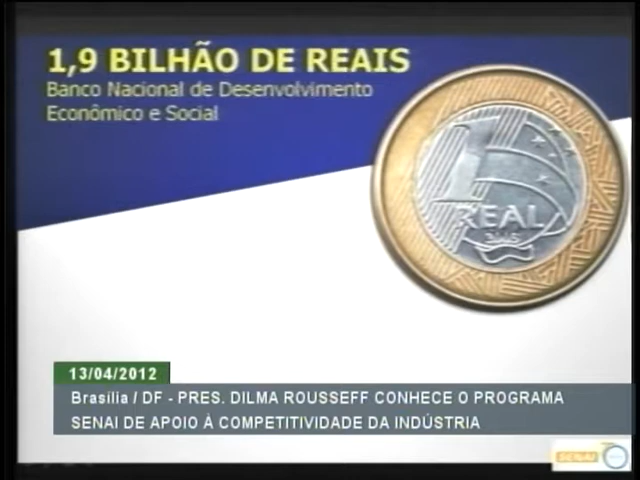 1,9 BILHÃO DE REAIS
Banco Nacional de Desenvolvimento
Econômico e Social
1
REAL
13/04/2012
Brasília / DF - PRES. DILMA ROUSSEFF CONHECE O PROGRAMA
SENAI DE APOIO À COMPETITIVIDADE DA INDÚSTRIA
SENAI